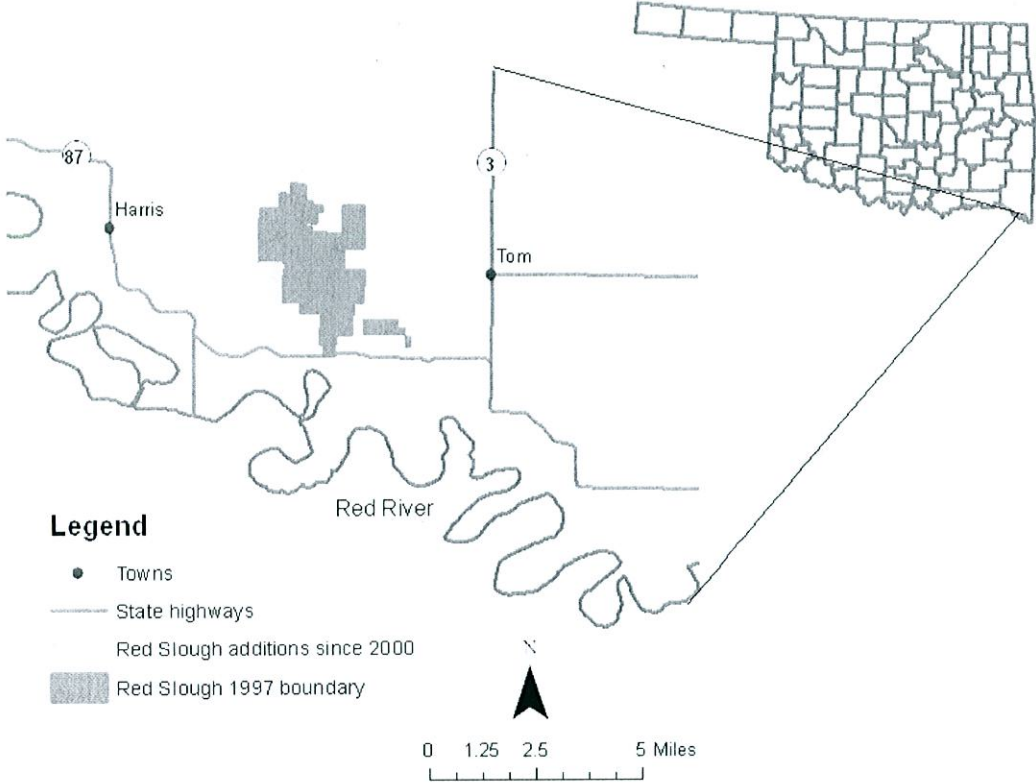 87
3
Harris
Tom
Red River
Legend
Towns
State highways
Red Slough additions since 2000
Red Slough 1997 boundary
N
0 1.25 2.5 5 Miles